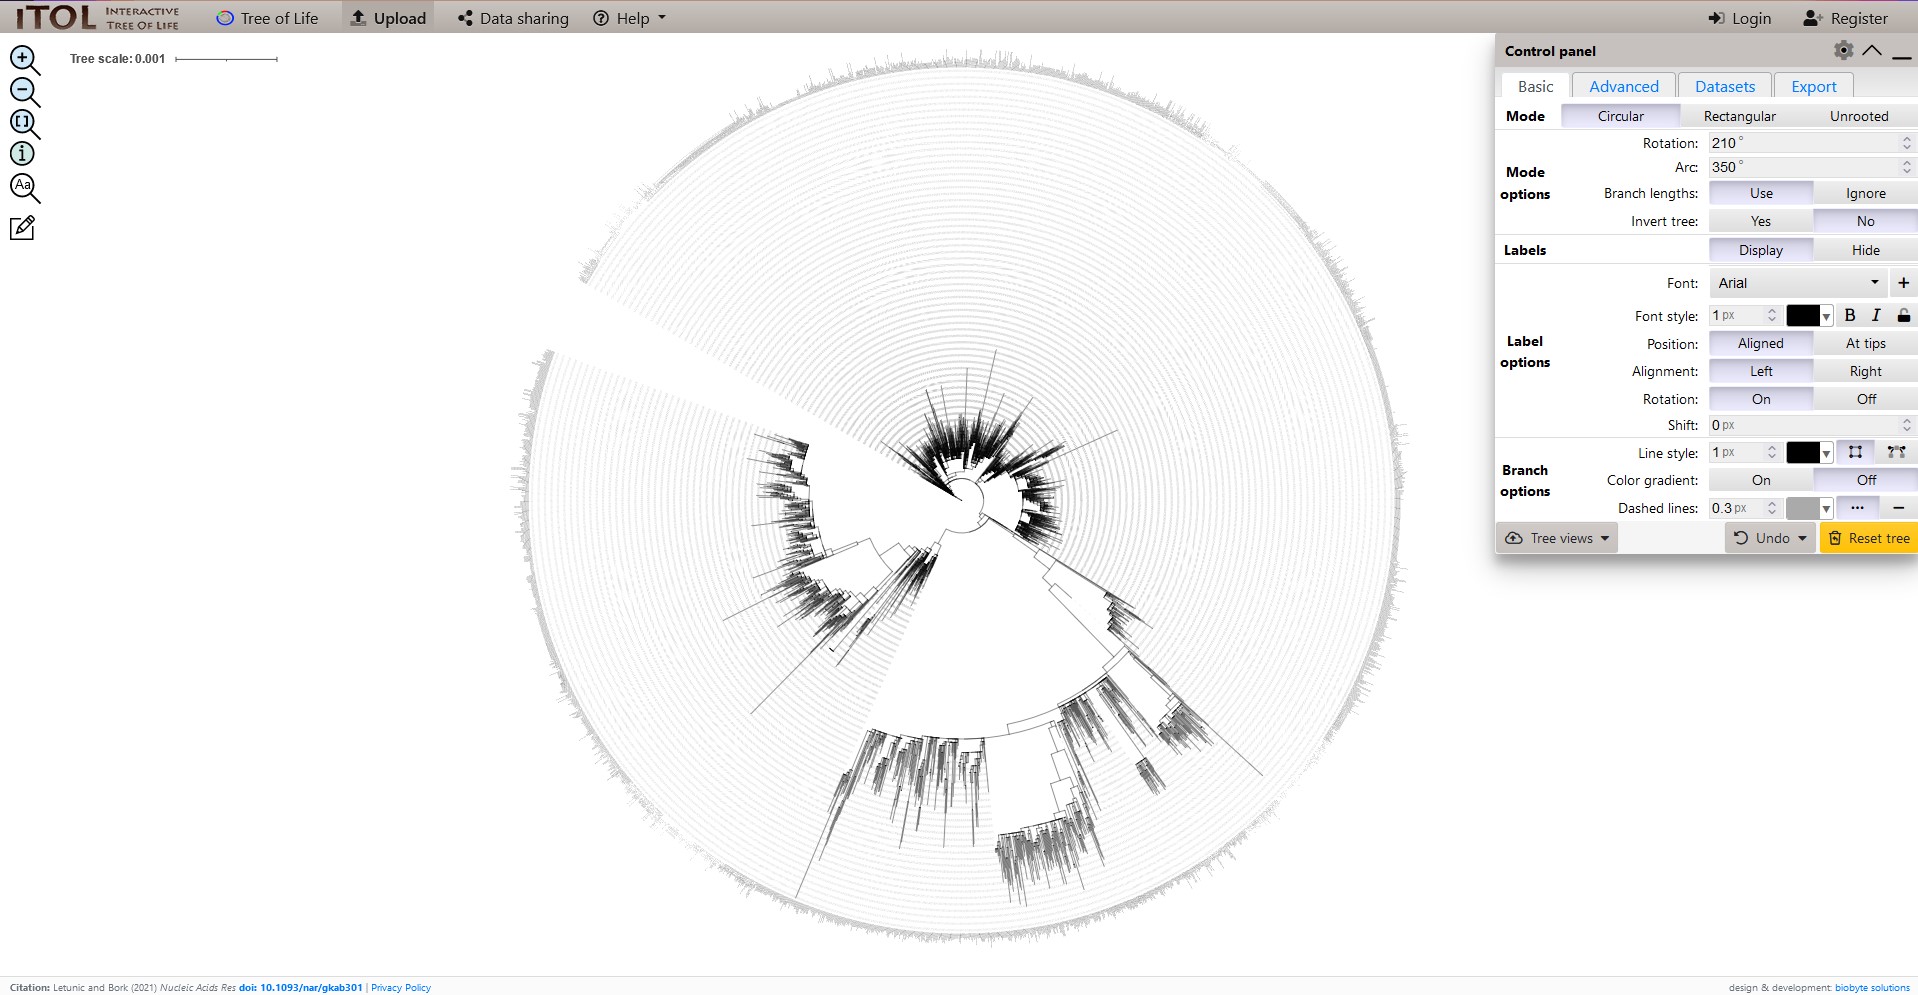 iTOL INTERACTIVE TREE OF LIFE Tree of Life Upload Data sharing Help Login Register
Tree scale: 0.001
Aa
Control panel
Basic Advanced Datasets Export
Mode Circular Rectangular Unrooted
Mode options
Rotation: 210 °
Arc: 350 °
Branch lengths: Use Ignore
Invert tree: Yes No
Labels Display Hide
Label options
Font: Arial +
Font style: 1 px B I
Position: Aligned At tips
Alignment: Left Right
Rotation: On Off
Shift: 0 px
Branch options
Line style: 1 px
Color gradient: On Off
Dashed lines: 0.3 px
Tree views Undo Reset tree
Citation: Letunic and Bork (2021) Nucleic Acids Res doi: 10.1093/nar/gkab301 | Privacy Policy
design & development: biobyte solutions